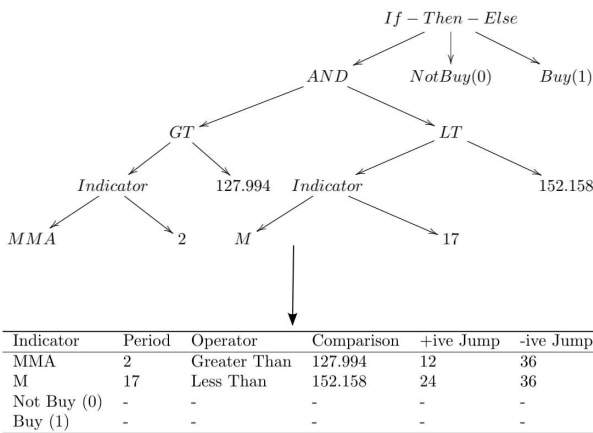 If – Then – Else
AND NotBuy(0) Buy(1)
GT LT
Indicator 127.994 Indicator 152.158
MMA 2 M 17
Indicator Period Operator Comparison +ive Jump -ive Jump
MMA 2 Greater Than 127.994 12 36
M 17 Less Than 152.158 24 36
Not Buy (0) - - - - -
Buy (1) - - - - -